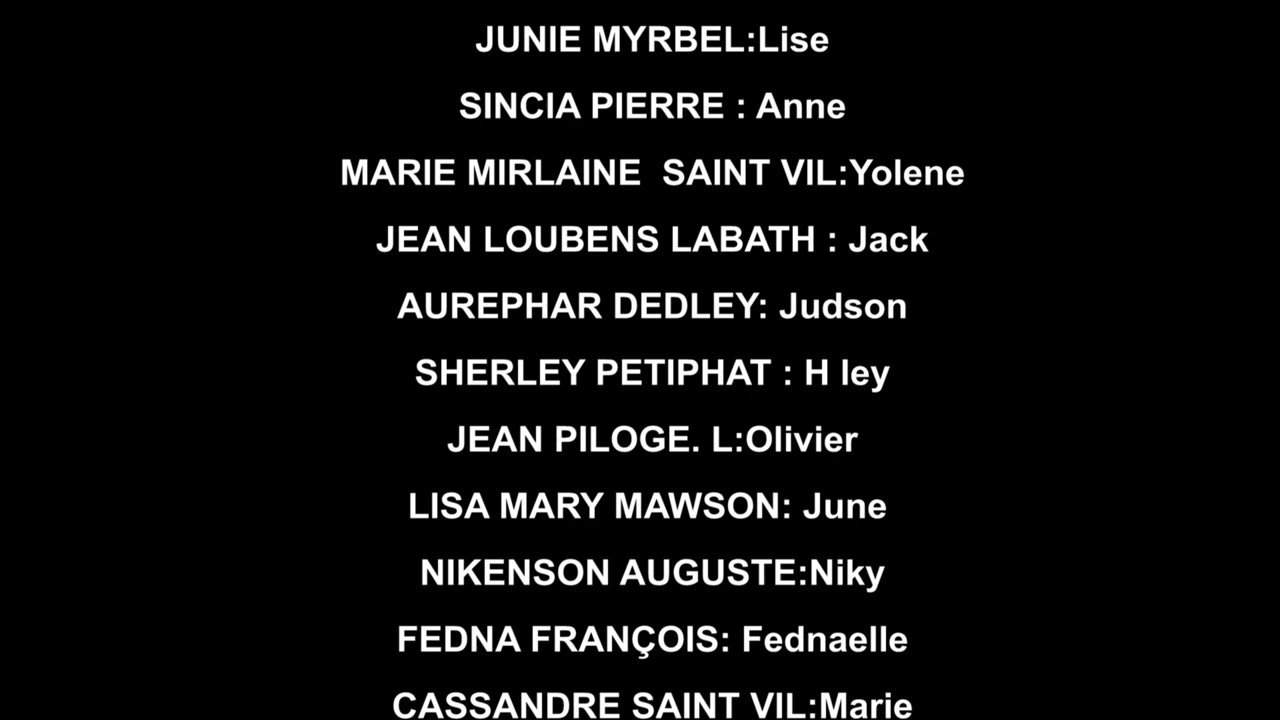 JUNIE MYRBEL:Lise
SINCIA PIERRE : Anne
MARIE MIRLAINE  SAINT VIL:Yolene
JEAN LOUBENS LABATH : Jack
AUREPHAR DEDLEY: Judson
SHERLEY PETIPHAT : H ley
JEAN PILOGE. L:Olivier
LISA MARY MAWSON: June
NIKENSON AUGUSTE:Niky
FEDNA FRANÇOIS: Fednaelle
CASSANDRE SAINT VIL:Marie